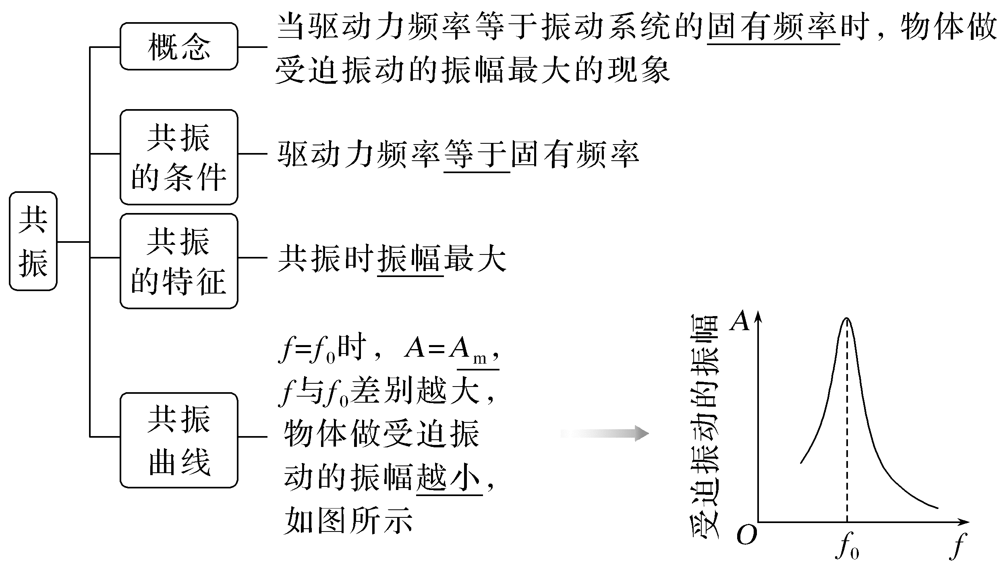 共振
概念
当驱动力频率等于振动系统的固有频率时，物体做
受迫振动的振幅最大的现象
共振
的条件
驱动力频率等于固有频率
共振
的特征
共振时振幅最大
共振
曲线
f=f₀时，A=Aₘ，
f与f₀差别越大，
物体做受迫振
动的振幅越小，
如图所示
受迫振动的振幅
A
O
f₀
f